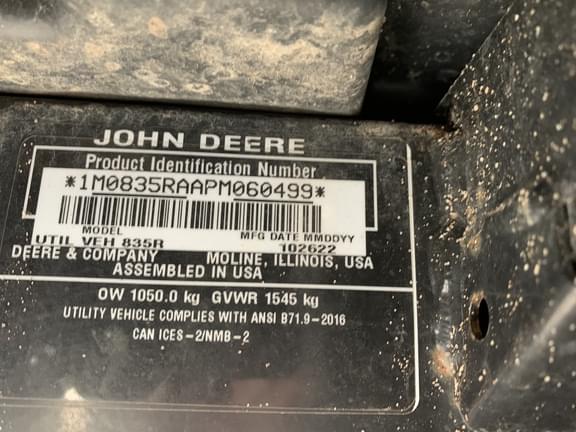 JOHN DEERE
Product Identification Number
*1M0835RAAPM060499*
MODEL MFG DATE MMDDYY
UTIL VEH 835R 102622
DEERE & COMPANY MOLINE, ILLINOIS, USA
ASSEMBLED IN USA
OW 1050.0 kg GVWR 1545 kg
UTILITY VEHICLE COMPLIES WITH ANSI B71.9-2016
CAN ICES-2/NMB-2